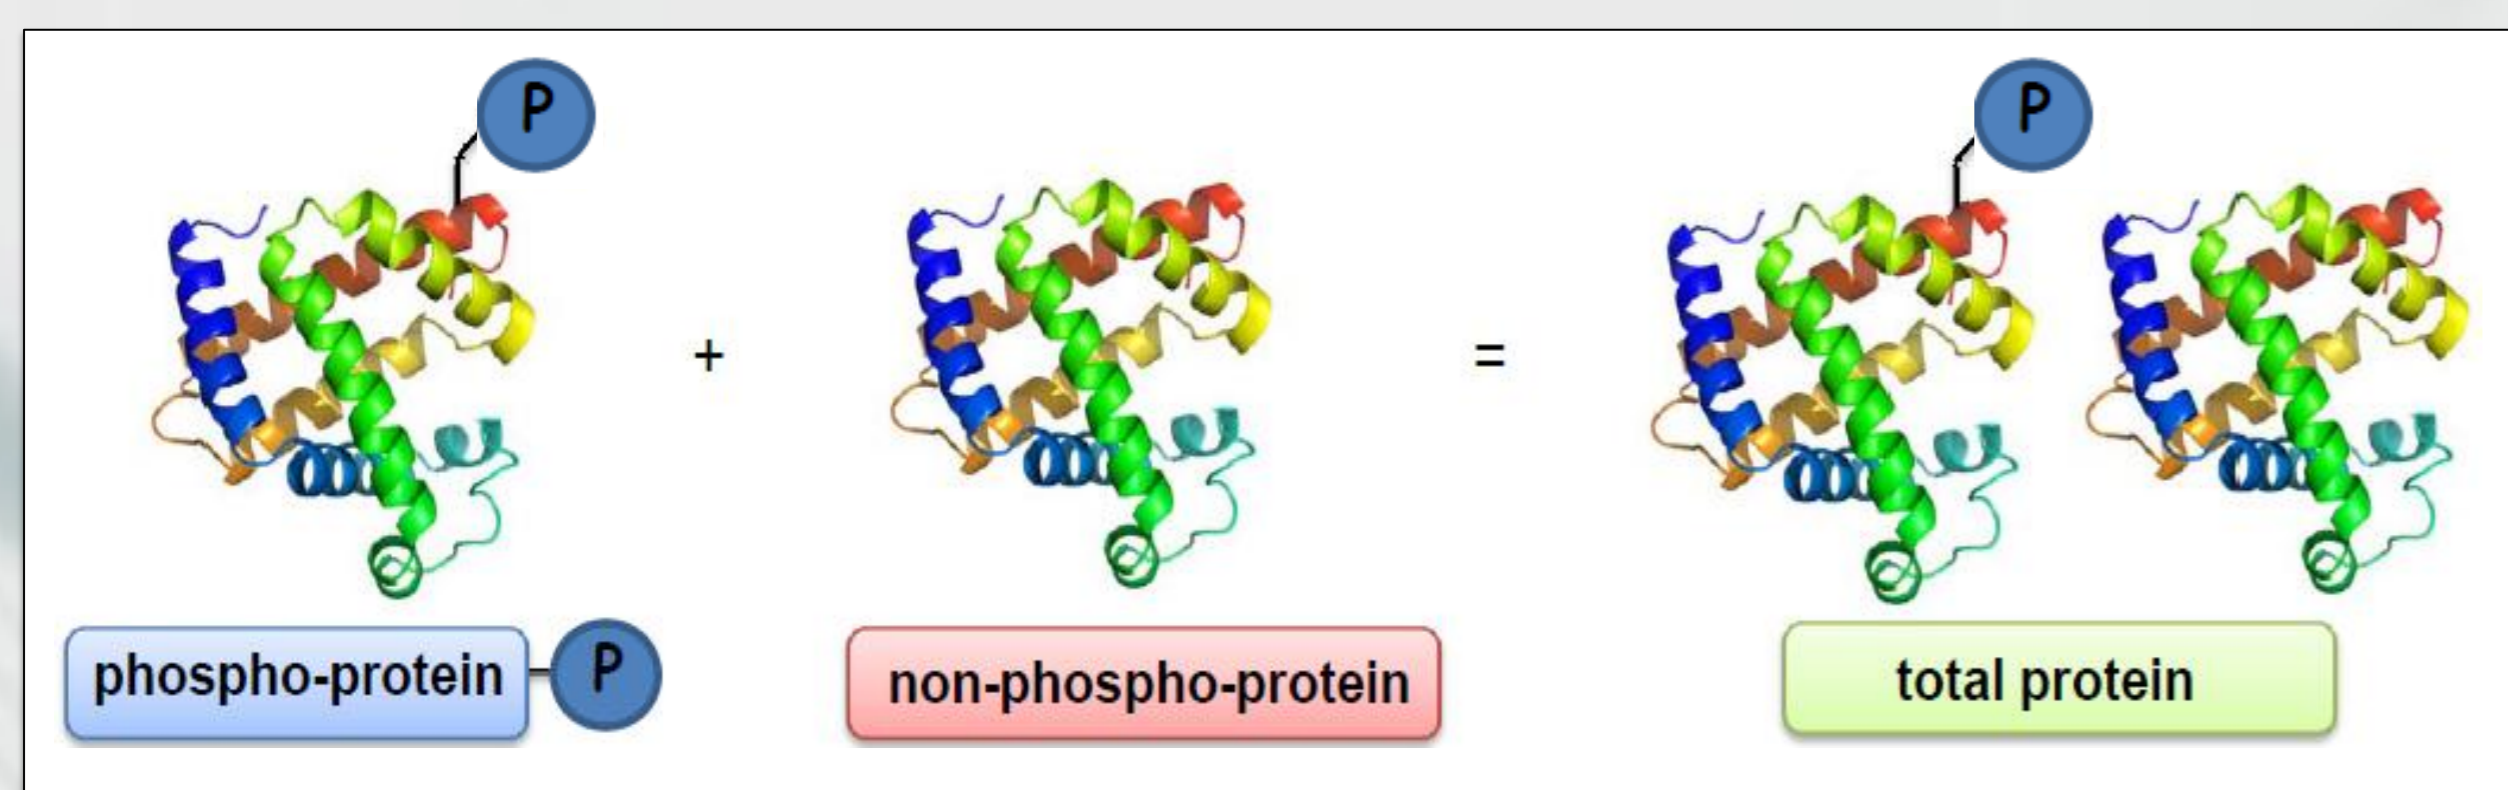 P
P
+
=
phospho-protein
P
non-phospho-protein
total protein